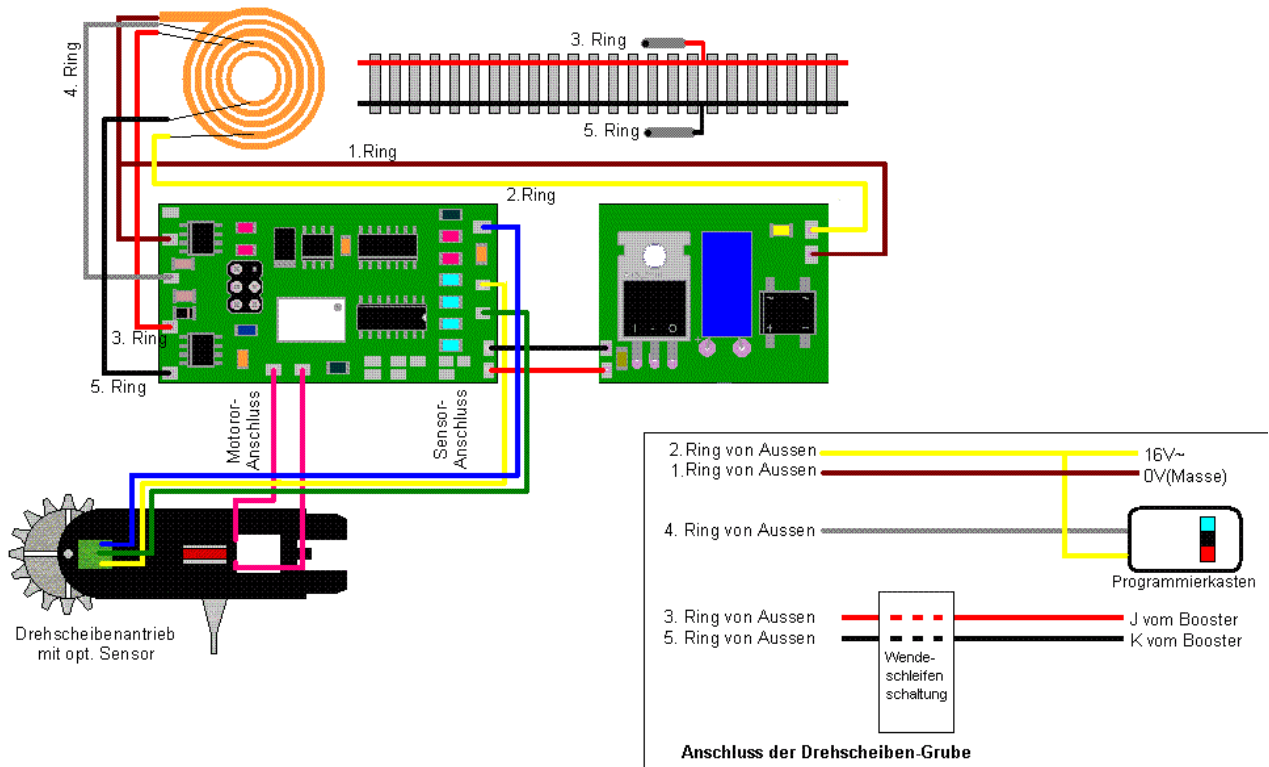 4. Ring
3. Ring
5. Ring
1.Ring
2.Ring
3. Ring
5. Ring
Motoror-
Anschluss
Sensor-
Anschluss
I - O
+
~ ~
+ -
Drehscheibenantrieb
mit opt. Sensor
2.Ring von Aussen
16V~
1.Ring von Aussen
0V(Masse)
4. Ring von Aussen
Programmierkasten
3. Ring von Aussen
J vom Booster
5. Ring von Aussen
K vom Booster
Wende-
schleifen
schaltung
Anschluss der Drehscheiben-Grube